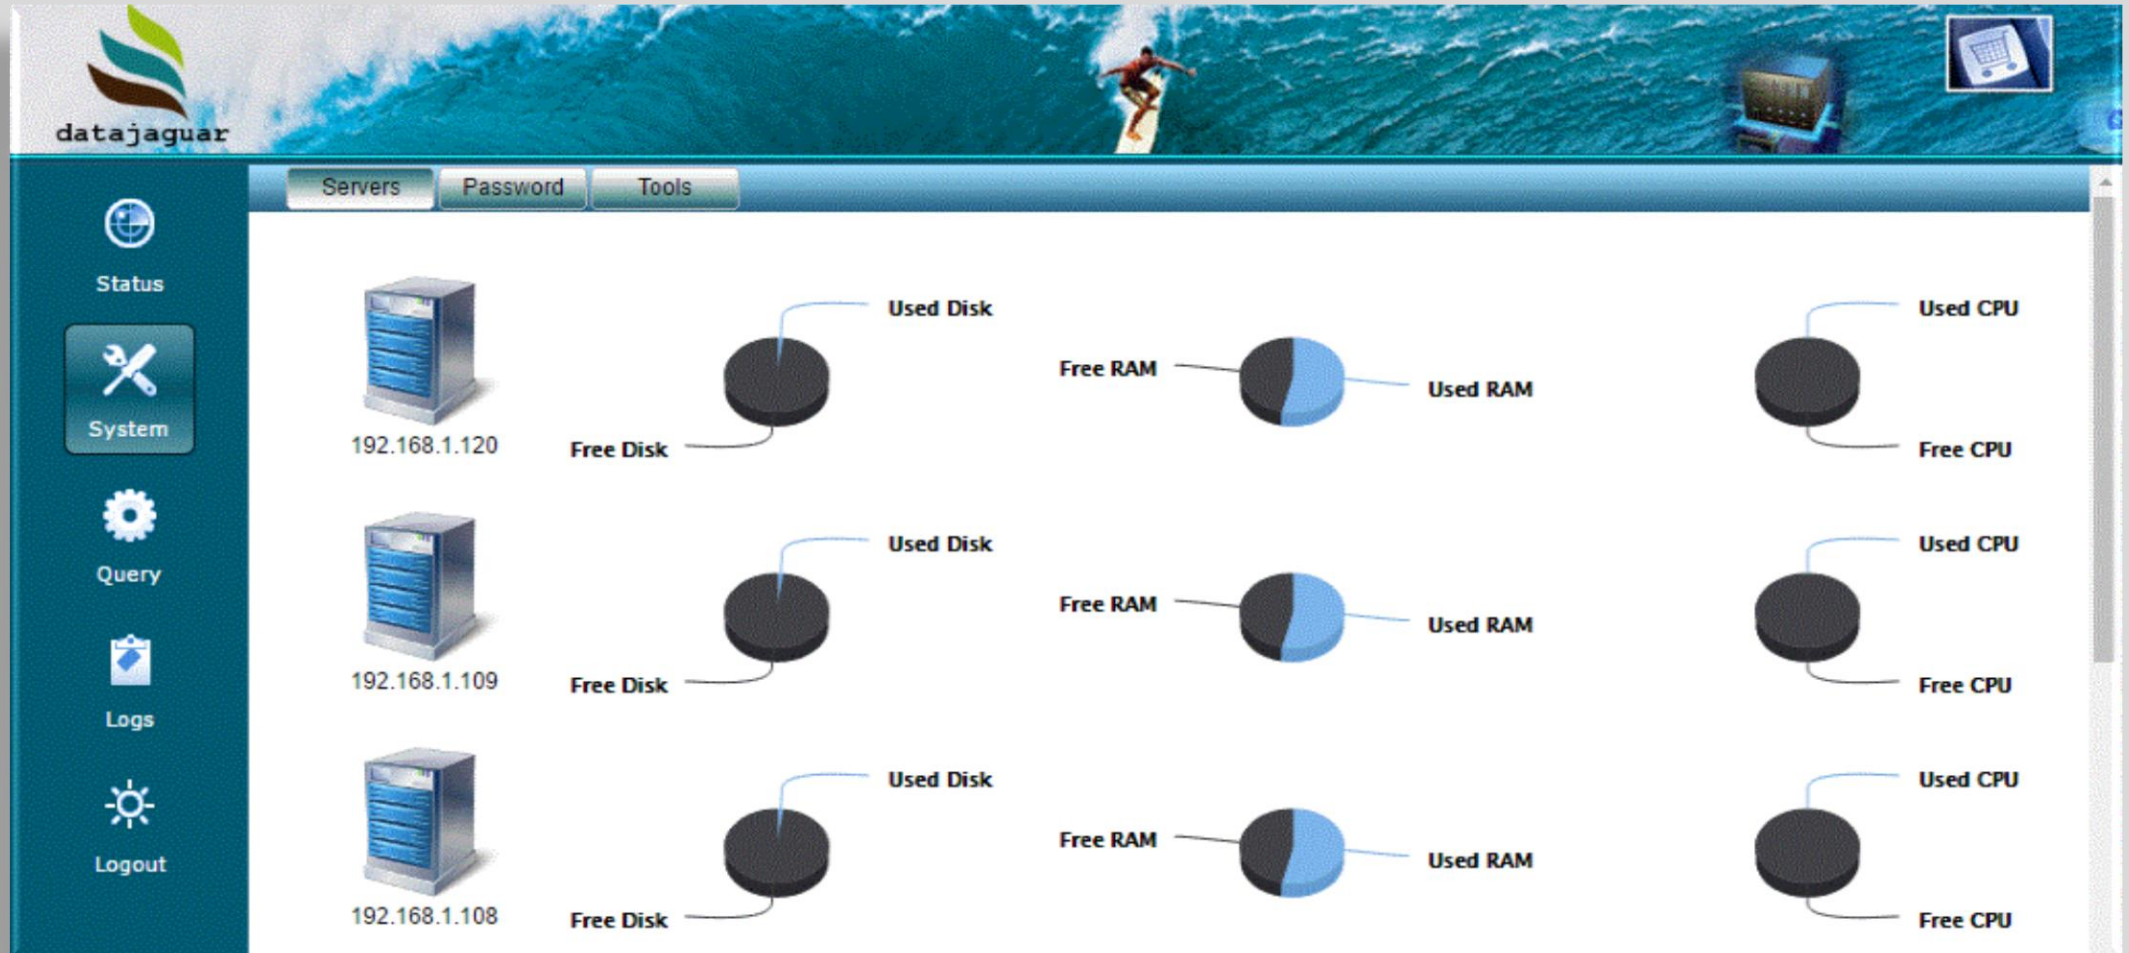 datajaguar
Servers Password Tools
Status
System
Query
Logs
Logout
Used Disk
Free RAM
Used RAM
Used CPU
192.168.1.120
Free Disk
Free CPU
Used Disk
Free RAM
Used RAM
Used CPU
192.168.1.109
Free Disk
Free CPU
Used Disk
Free RAM
Used RAM
Used CPU
192.168.1.108
Free Disk
Free CPU